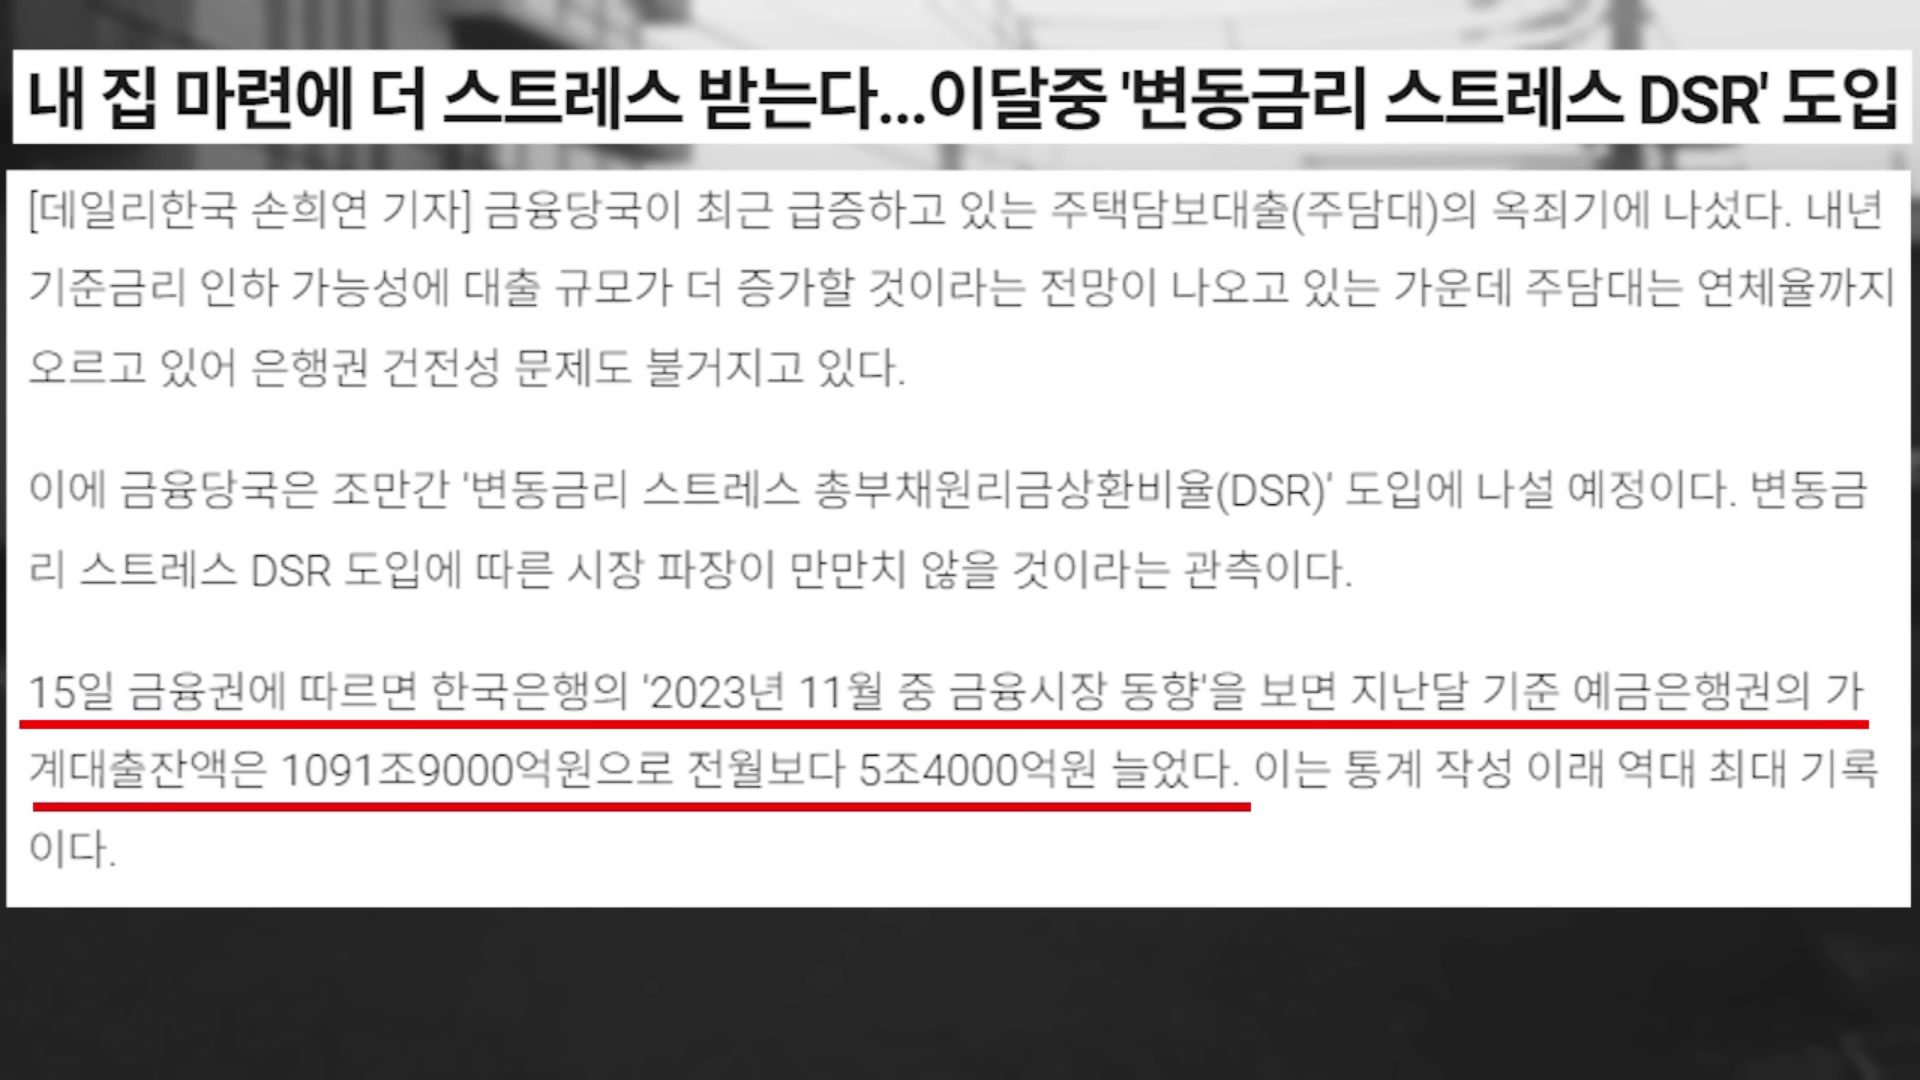 내 집 마련에 더 스트레스 받는다...이달중 '변동금리 스트레스 DSR' 도입
[데일리한국 손희연 기자] 금융당국이 최근 급증하고 있는 주택담보대출(주담대)의 옥죄기에 나섰다. 내년
기준금리 인하 가능성에 대출 규모가 더 증가할 것이라는 전망이 나오고 있는 가운데 주담대는 연체율까지
오르고 있어 은행권 건전성 문제도 불거지고 있다.
이에 금융당국은 조만간 '변동금리 스트레스 총부채원리금상환비율(DSR)' 도입에 나설 예정이다. 변동금
리 스트레스 DSR 도입에 따른 시장 파장이 만만치 않을 것이라는 관측이다.
15일 금융권에 따르면 한국은행의 '2023년 11월 중 금융시장 동향'을 보면 지난달 기준 예금은행권의 가
계대출잔액은 1091조9000억원으로 전월보다 5조4000억원 늘었다. 이는 통계 작성 이래 역대 최대 기록
이다.